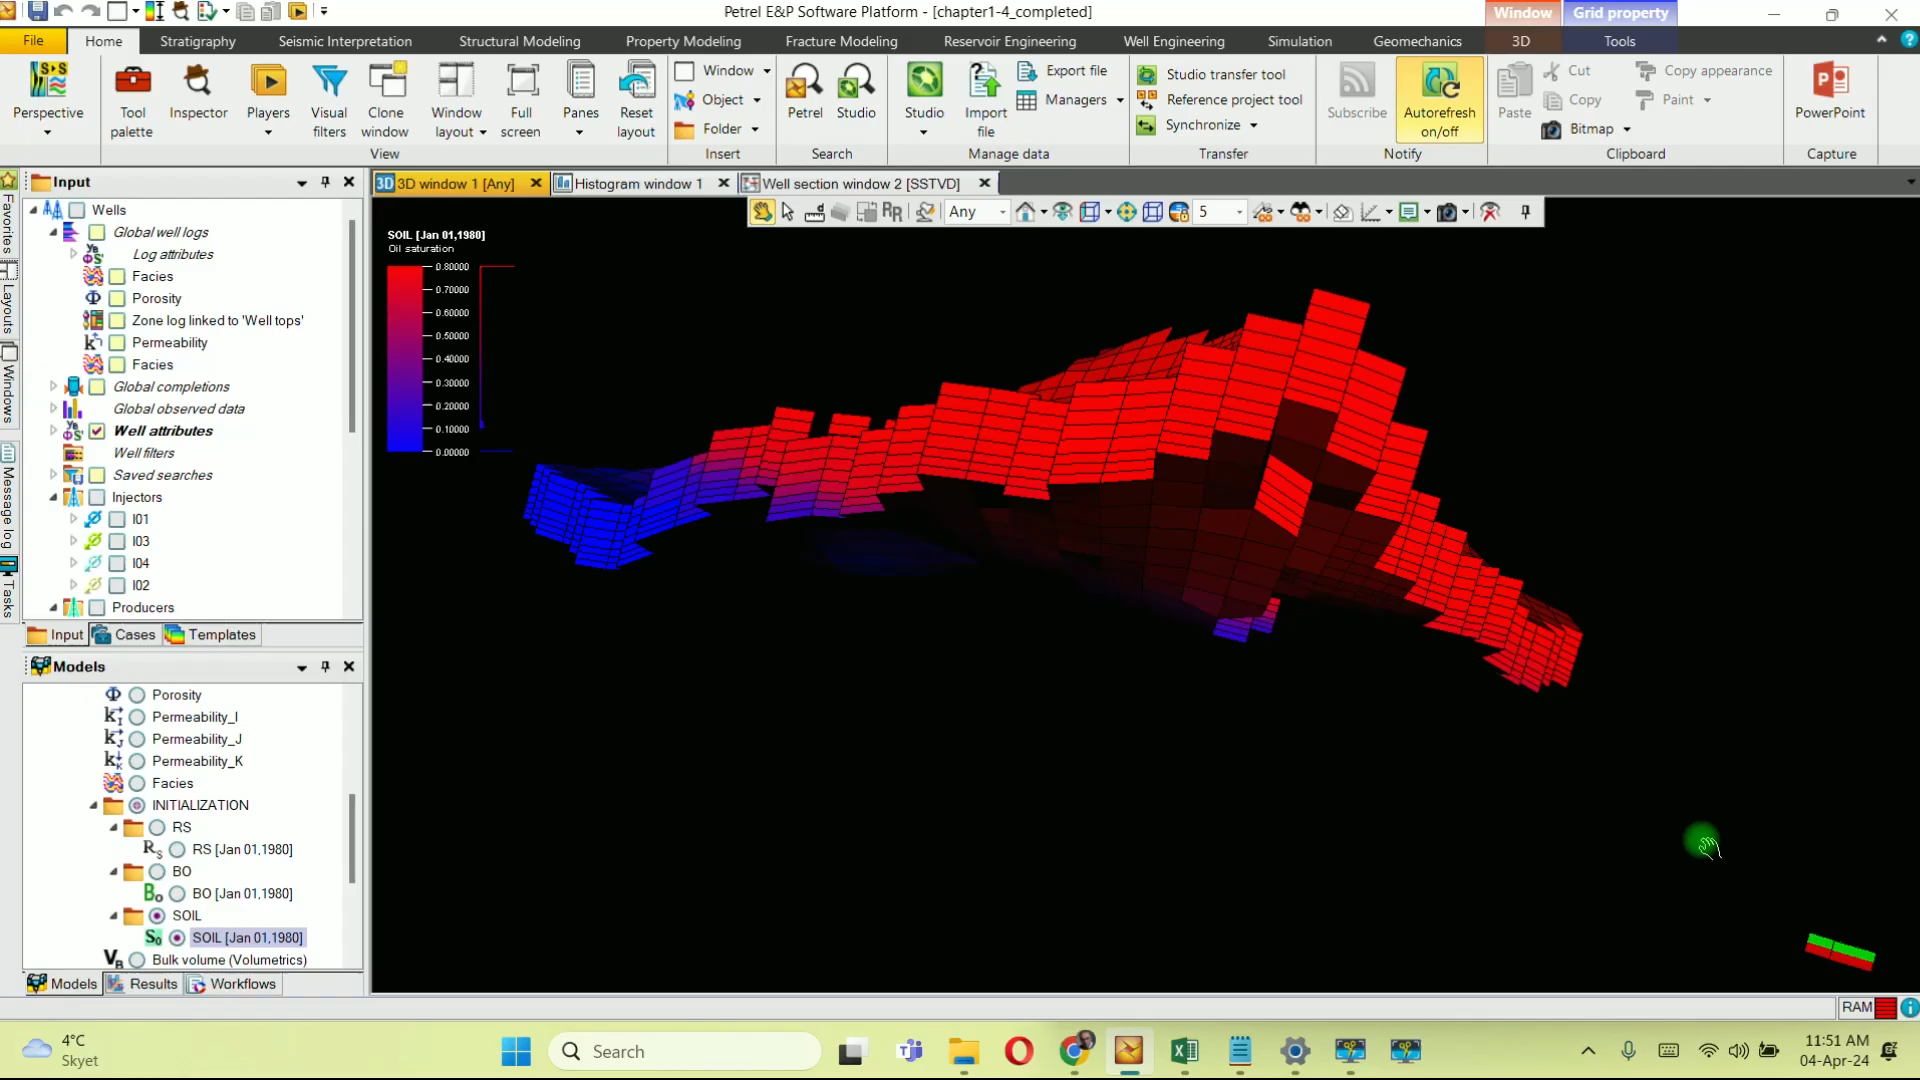 Petrel E&P Software Platform - [chapter1-4_completed]
Window
Grid property
File
Home
Stratigraphy
Seismic Interpretation
Structural Modeling
Property Modeling
Fracture Modeling
Reservoir Engineering
Well Engineering
Simulation
Geomechanics
3D
Tools
Perspective
Tool palette
Inspector
Players
Visual filters
Clone window
Window layout
Full screen
Panes
Reset layout
View
Window
Object
Folder
Insert
Petrel
Studio
Search
Studio
Import file
Export file
Managers
Manage data
Studio transfer tool
Reference project tool
Synchronize
Transfer
Subscribe
Autorefresh on/off
Notify
Paste
Cut
Copy
Bitmap
Copy appearance
Paint
Clipboard
PowerPoint
Capture
Favorites
Layouts
Windows
Message log
Tasks
Input
Wells
Global well logs
Log attributes
Facies
Porosity
Zone log linked to 'Well tops'
Permeability
Facies
Global completions
Global observed data
Well attributes
Well filters
Saved searches
Injectors
I01
I03
I04
I02
Producers
Input
Cases
Templates
Models
Porosity
Permeability_I
Permeability_J
Permeability_K
Facies
INITIALIZATION
RS
RS [Jan 01,1980]
BO
BO [Jan 01,1980]
SOIL
SOIL [Jan 01,1980]
Bulk volume (Volumetrics)
Models
Results
Workflows
3D window 1 [Any]
Histogram window 1
Well section window 2 [SSTVD]
Any
5
SOIL [Jan 01,1980]
Oil saturation
0.80000
0.70000
0.60000
0.50000
0.40000
0.30000
0.20000
0.10000
0.00000
RAM
4°C
Skyet
Search
11:51 AM
04-Apr-24